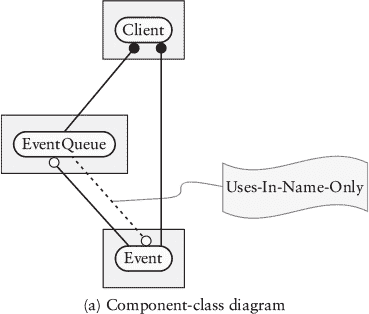 Client
EventQueue
Uses-In-Name-Only
Event
(a) Component-class diagram